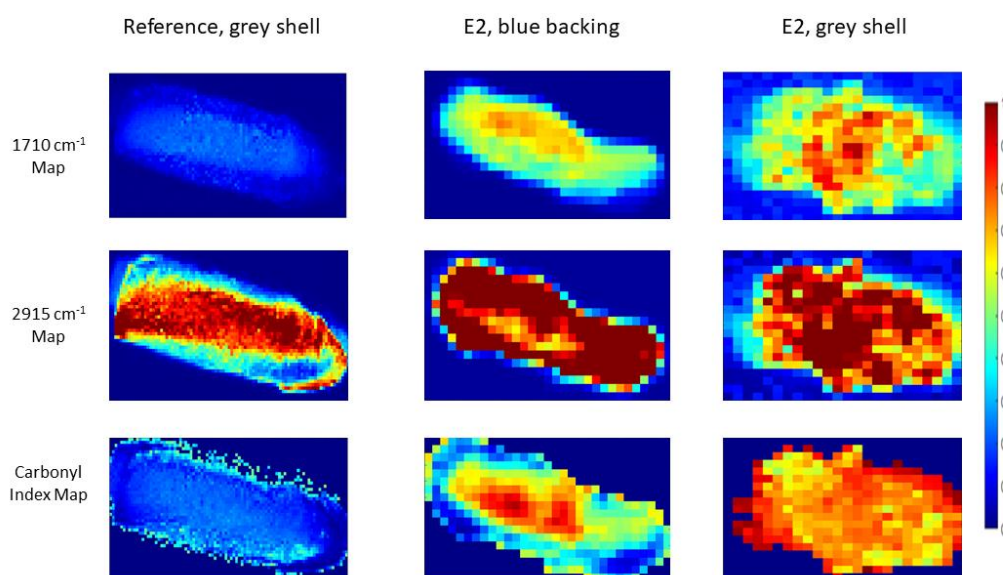 Reference, grey shell
E2, blue backing
E2, grey shell
1710 cm⁻¹
Map
2915 cm⁻¹
Map
Carbonyl
Index Map